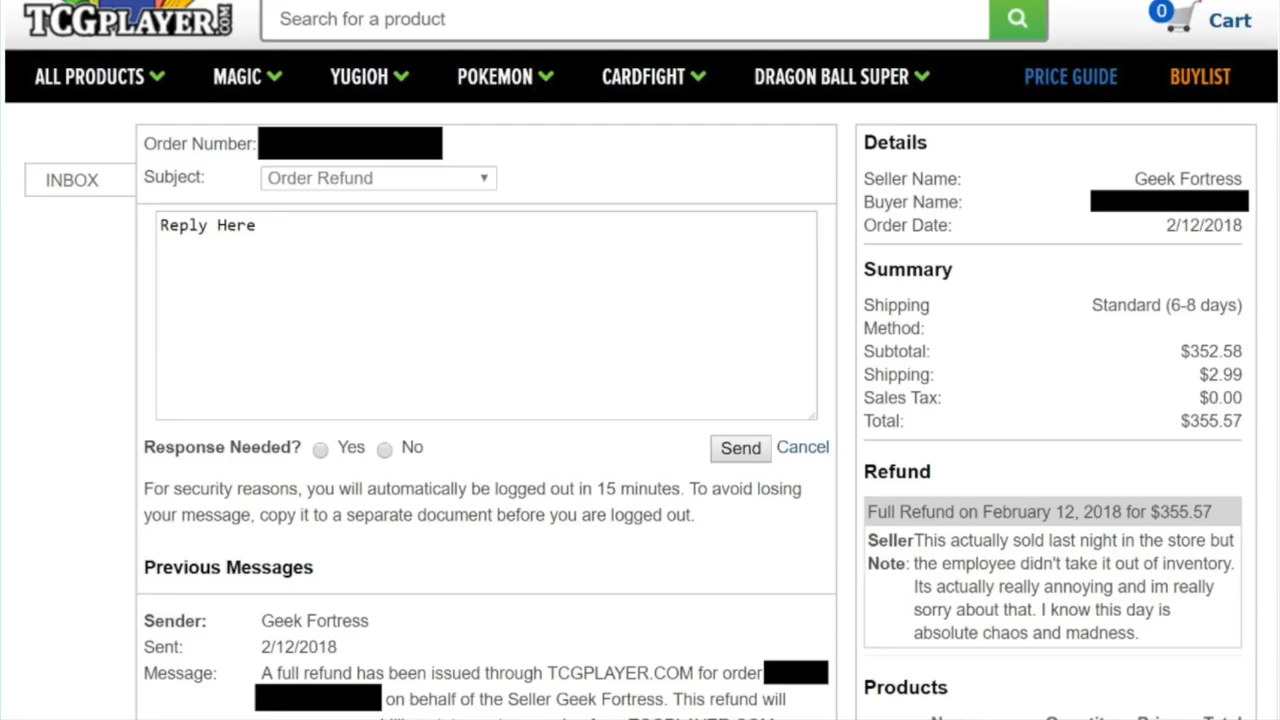 TCGPLAYER.COM
Search for a product
0
Cart
ALL PRODUCTS MAGIC YUGIOH POKEMON CARDFIGHT DRAGON BALL SUPER PRICE GUIDE BUYLIST
INBOX
Order Number:
Subject: Order Refund
Reply Here
Response Needed? Yes No Send Cancel
For security reasons, you will automatically be logged out in 15 minutes. To avoid losing
your message, copy it to a separate document before you are logged out.
Previous Messages
Sender: Geek Fortress
Sent: 2/12/2018
Message: A full refund has been issued through TCGPLAYER.COM for order
on behalf of the Seller Geek Fortress. This refund will
Details
Seller Name: Geek Fortress
Buyer Name:
Order Date: 2/12/2018
Summary
Shipping Standard (6-8 days)
Method:
Subtotal: $352.58
Shipping: $2.99
Sales Tax: $0.00
Total: $355.57
Refund
Full Refund on February 12, 2018 for $355.57
Seller This actually sold last night in the store but
Note: the employee didn't take it out of inventory.
Its actually really annoying and im really
sorry about that. I know this day is
absolute chaos and madness.
Products